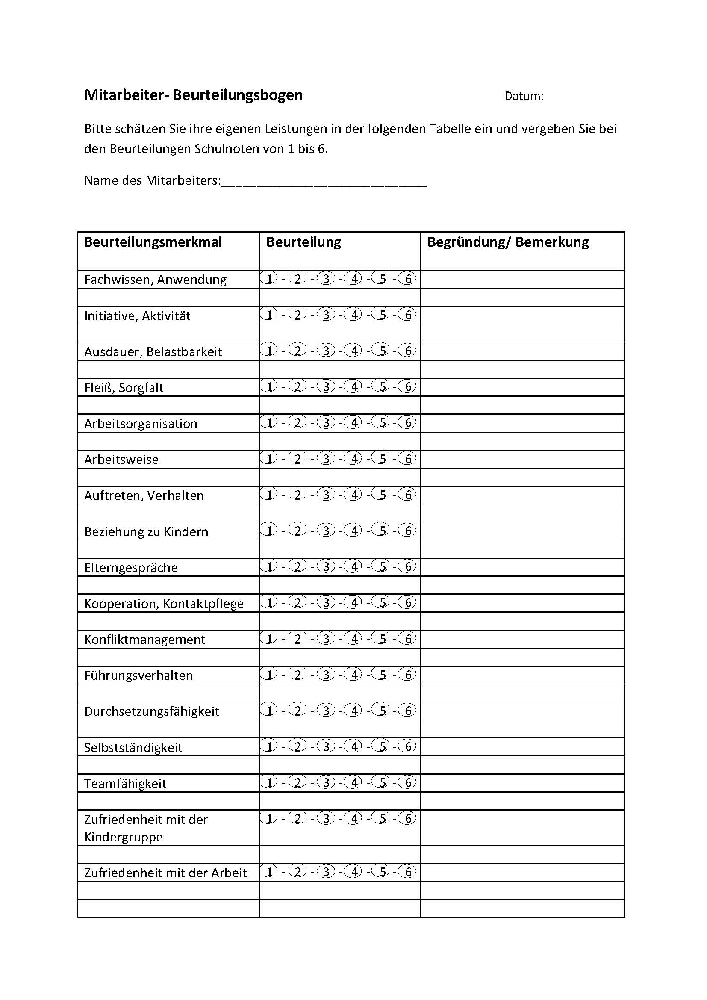 Mitarbeiter- Beurteilungsbogen Datum:
Bitte schätzen Sie ihre eigenen Leistungen in der folgenden Tabelle ein und vergeben Sie bei
den Beurteilungen Schulnoten von 1 bis 6.
Name des Mitarbeiters:_____________________________
Beurteilungsmerkmal Beurteilung Begründung/ Bemerkung
Fachwissen, Anwendung 1 - 2 - 3 - 4 - 5 - 6
Initiative, Aktivität 1 - 2 - 3 - 4 - 5 - 6
Ausdauer, Belastbarkeit 1 - 2 - 3 - 4 - 5 - 6
Fleiß, Sorgfalt 1 - 2 - 3 - 4 - 5 - 6
Arbeitsorganisation 1 - 2 - 3 - 4 - 5 - 6
Arbeitsweise 1 - 2 - 3 - 4 - 5 - 6
Auftreten, Verhalten 1 - 2 - 3 - 4 - 5 - 6
Beziehung zu Kindern 1 - 2 - 3 - 4 - 5 - 6
Elterngespräche 1 - 2 - 3 - 4 - 5 - 6
Kooperation, Kontaktpflege 1 - 2 - 3 - 4 - 5 - 6
Konfliktmanagement 1 - 2 - 3 - 4 - 5 - 6
Führungsverhalten 1 - 2 - 3 - 4 - 5 - 6
Durchsetzungsfähigkeit 1 - 2 - 3 - 4 - 5 - 6
Selbstständigkeit 1 - 2 - 3 - 4 - 5 - 6
Teamfähigkeit 1 - 2 - 3 - 4 - 5 - 6
Zufriedenheit mit der 1 - 2 - 3 - 4 - 5 - 6
Kindergruppe
Zufriedenheit mit der Arbeit 1 - 2 - 3 - 4 - 5 - 6